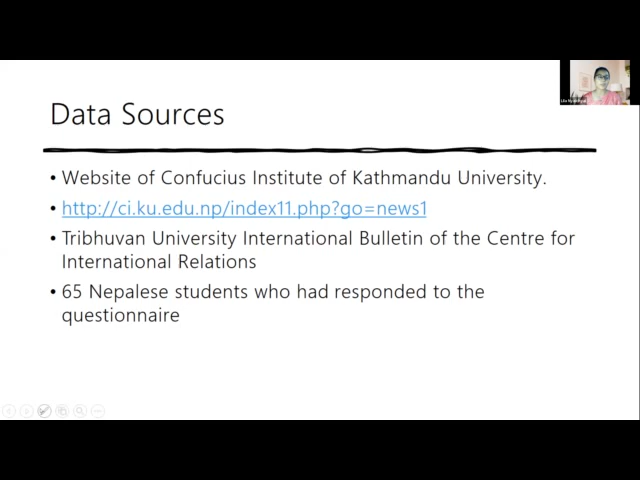 Data Sources
• Website of Confucius Institute of Kathmandu University.
• http://ci.ku.edu.np/index11.php?go=news1
• Tribhuvan University International Bulletin of the Centre for
International Relations
• 65 Nepalese students who had responded to the
questionnaire